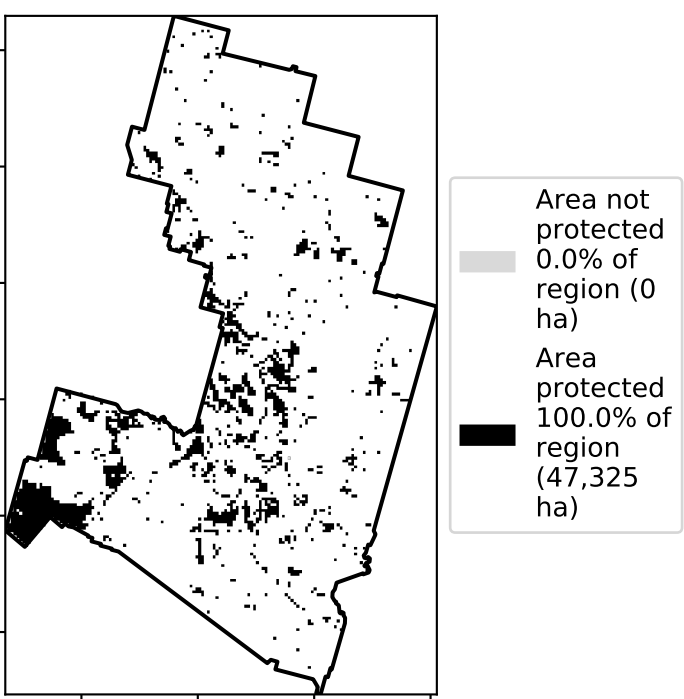 Area not
protected
0.0% of
region (0
ha)
Area
protected
100.0% of
region
(47,325
ha)